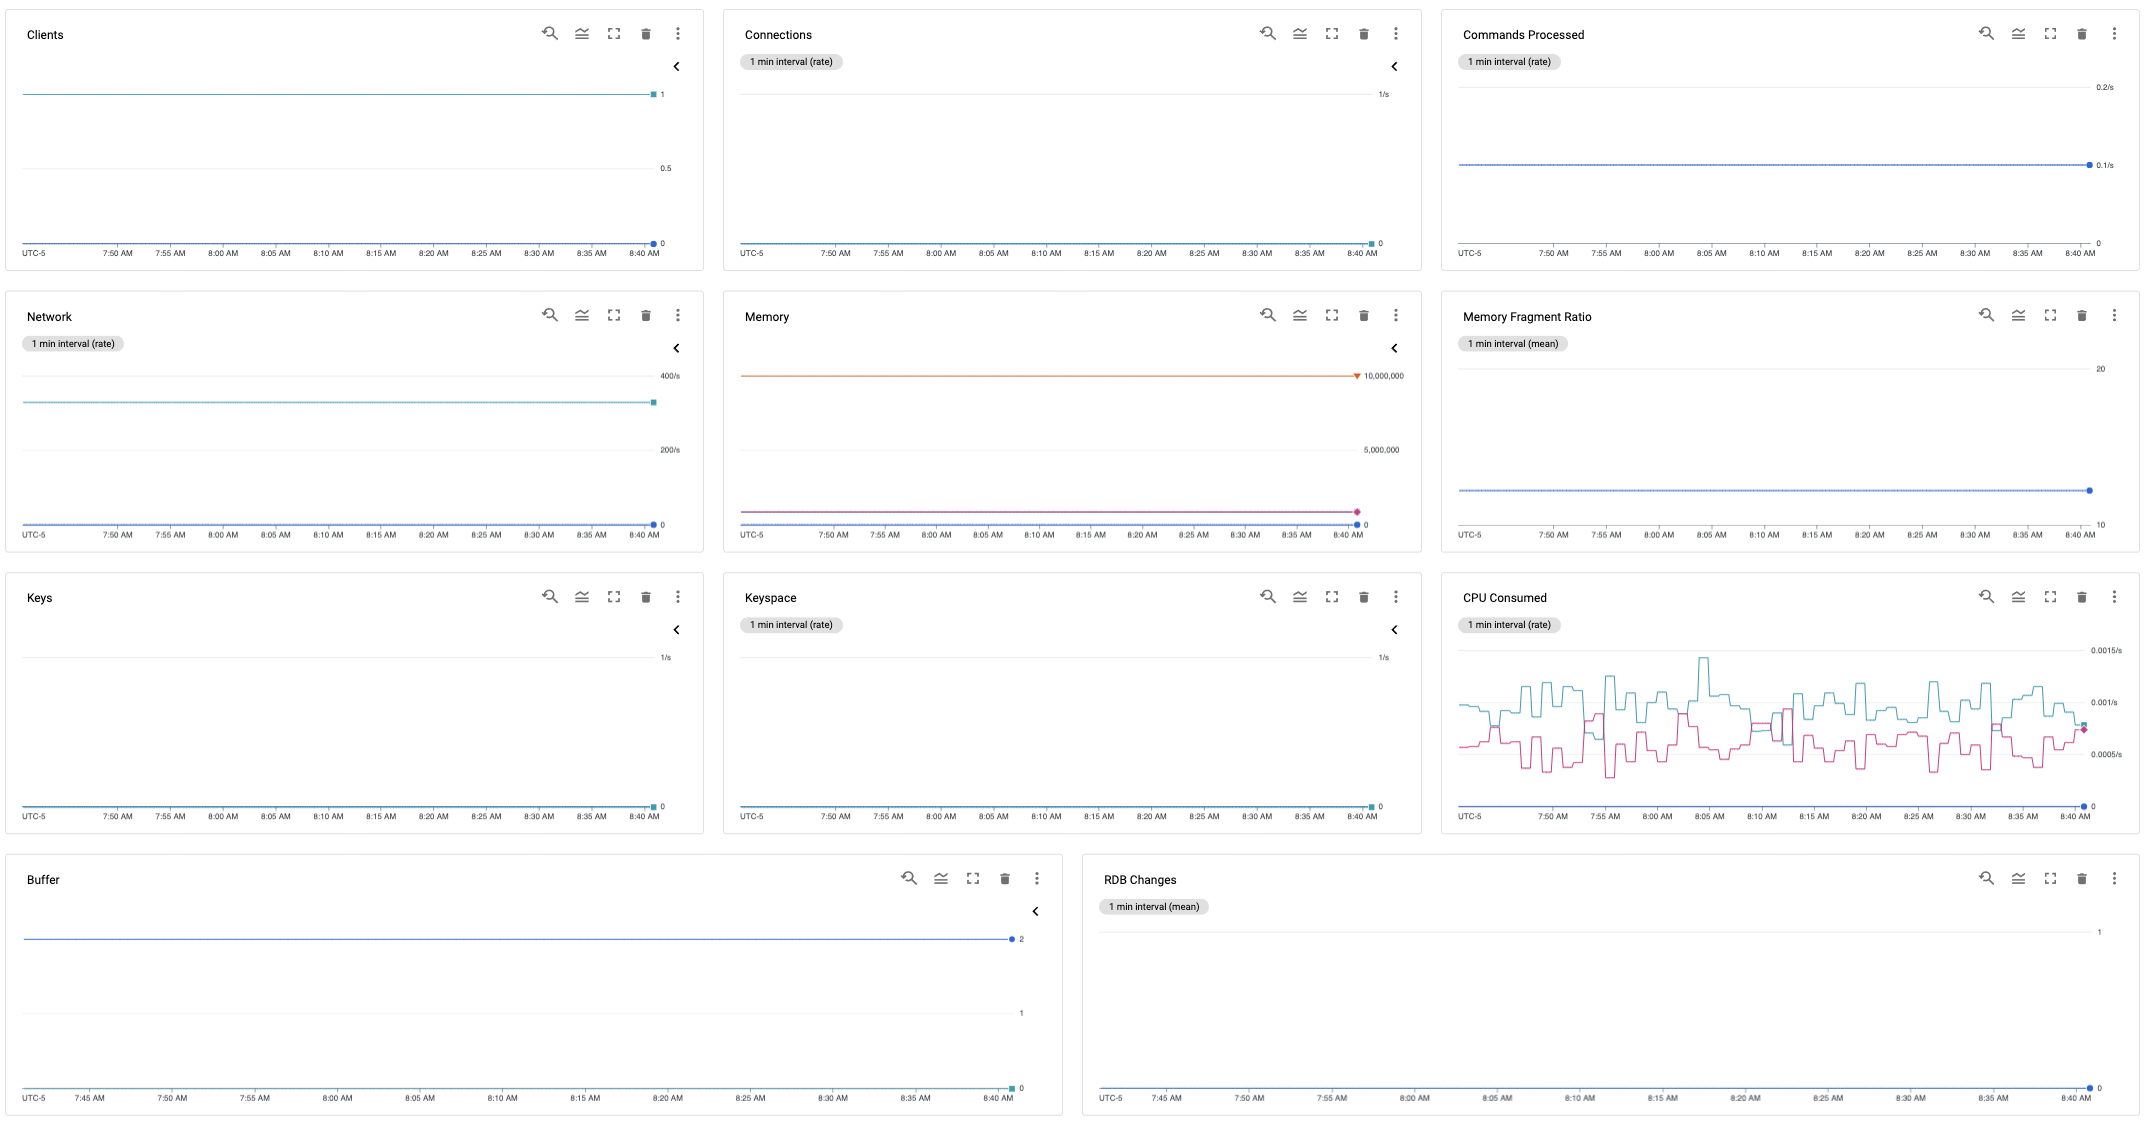 Clients
1
0.5
0
UTC-5 7:50 AM 7:55 AM 8:00 AM 8:05 AM 8:10 AM 8:15 AM 8:20 AM 8:25 AM 8:30 AM 8:35 AM 8:40 AM
Connections
1 min interval (rate)
1/s
0
UTC-5 7:50 AM 7:55 AM 8:00 AM 8:05 AM 8:10 AM 8:15 AM 8:20 AM 8:25 AM 8:30 AM 8:35 AM 8:40 AM
Commands Processed
1 min interval (rate)
0.2/s
0.1/s
0
UTC-5 7:50 AM 7:55 AM 8:00 AM 8:05 AM 8:10 AM 8:15 AM 8:20 AM 8:25 AM 8:30 AM 8:35 AM 8:40 AM
Network
1 min interval (rate)
400/s
200/s
0
UTC-5 7:50 AM 7:55 AM 8:00 AM 8:05 AM 8:10 AM 8:15 AM 8:20 AM 8:25 AM 8:30 AM 8:35 AM 8:40 AM
Memory
10,000,000
5,000,000
0
UTC-5 7:50 AM 7:55 AM 8:00 AM 8:05 AM 8:10 AM 8:15 AM 8:20 AM 8:25 AM 8:30 AM 8:35 AM 8:40 AM
Memory Fragment Ratio
1 min interval (mean)
20
10
UTC-5 7:50 AM 7:55 AM 8:00 AM 8:05 AM 8:10 AM 8:15 AM 8:20 AM 8:25 AM 8:30 AM 8:35 AM 8:40 AM
Keys
1/s
0
UTC-5 7:50 AM 7:55 AM 8:00 AM 8:05 AM 8:10 AM 8:15 AM 8:20 AM 8:25 AM 8:30 AM 8:35 AM 8:40 AM
Keyspace
1 min interval (rate)
1/s
0
UTC-5 7:50 AM 7:55 AM 8:00 AM 8:05 AM 8:10 AM 8:15 AM 8:20 AM 8:25 AM 8:30 AM 8:35 AM 8:40 AM
CPU Consumed
1 min interval (rate)
0.0015/s
0.001/s
0.0005/s
0
UTC-5 7:50 AM 7:55 AM 8:00 AM 8:05 AM 8:10 AM 8:15 AM 8:20 AM 8:25 AM 8:30 AM 8:35 AM 8:40 AM
Buffer
2
1
0
UTC-5 7:45 AM 7:50 AM 7:55 AM 8:00 AM 8:05 AM 8:10 AM 8:15 AM 8:20 AM 8:25 AM 8:30 AM 8:35 AM 8:40 AM
RDB Changes
1 min interval (mean)
1
0
UTC-5 7:45 AM 7:50 AM 7:55 AM 8:00 AM 8:05 AM 8:10 AM 8:15 AM 8:20 AM 8:25 AM 8:30 AM 8:35 AM 8:40 AM